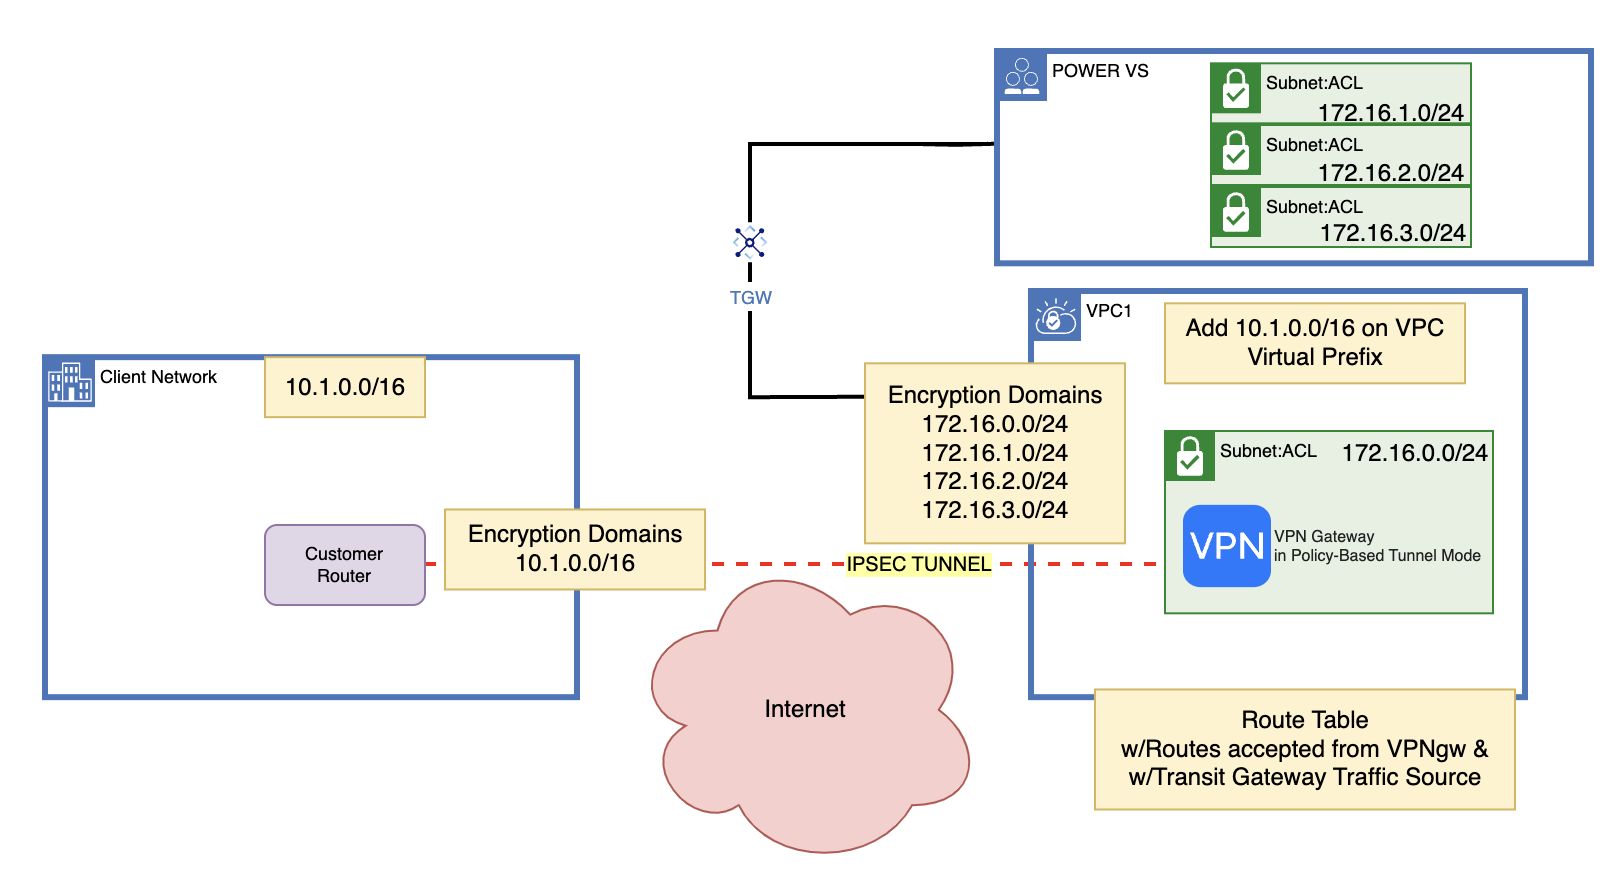 POWER VS
Subnet:ACL
172.16.1.0/24
Subnet:ACL
172.16.2.0/24
Subnet:ACL
172.16.3.0/24
TGW
VPC1
Add 10.1.0.0/16 on VPC
Virtual Prefix
Client Network
10.1.0.0/16
Encryption Domains
172.16.0.0/24
172.16.1.0/24
172.16.2.0/24
172.16.3.0/24
Subnet:ACL
172.16.0.0/24
VPN
VPN Gateway
in Policy-Based Tunnel Mode
Customer
Router
Encryption Domains
10.1.0.0/16
IPSEC TUNNEL
Internet
Route Table
w/Routes accepted from VPNgw &
w/Transit Gateway Traffic Source